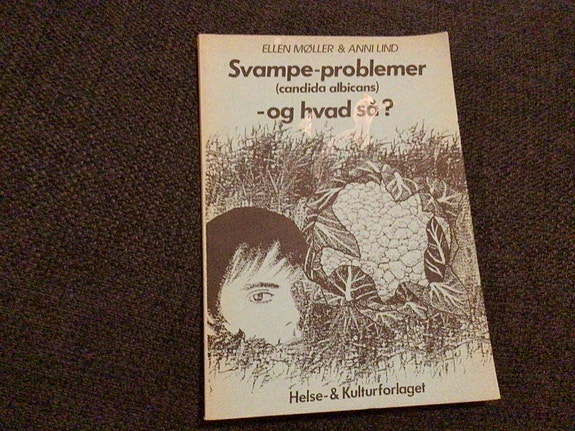 ELLEN MØLLER & ANNI LIND
Svampe-problemer
(candida albicans)
-og hvad så?
Helse- & Kulturforlaget